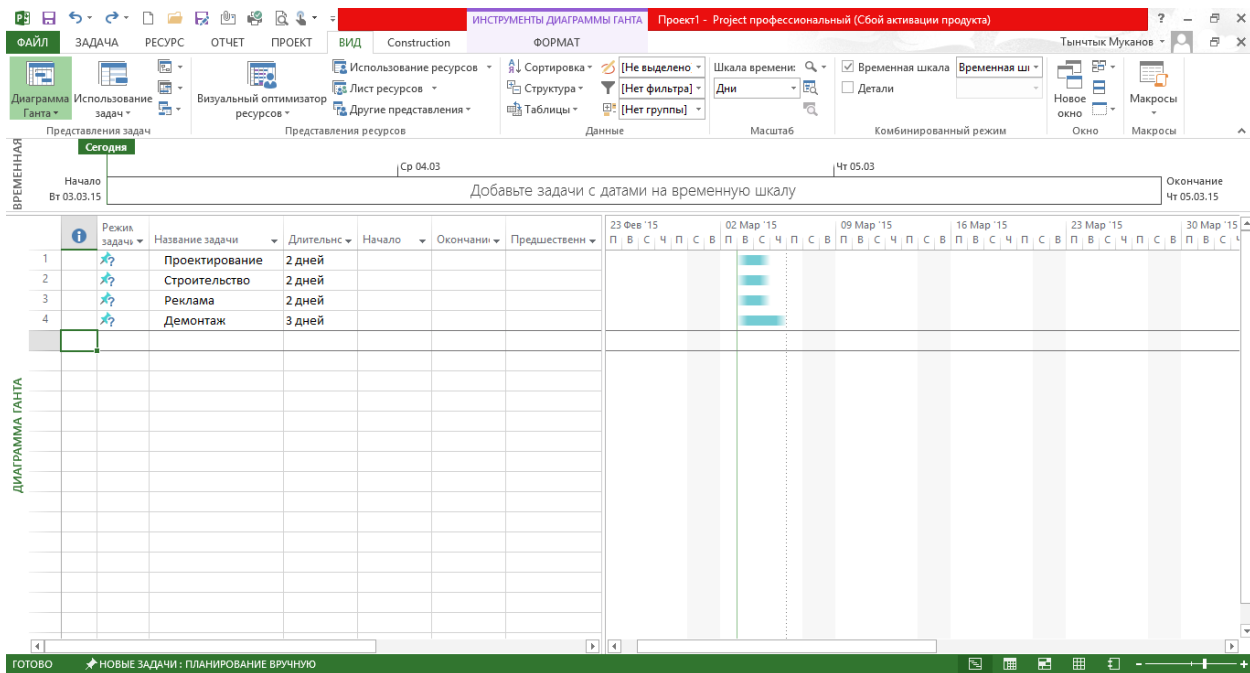 ИНСТРУМЕНТЫ ДИАГРАММЫ ГАНТА Проект1 - Project профессиональный (Сбой активации продукта) ?
ФАЙЛ ЗАДАЧА РЕСУРС ОТЧЕТ ПРОЕКТ ВИД Construction ФОРМАТ Тынчтык Муканов
Диаграмма Ганта
Использование задач
Представления задач
Визуальный оптимизатор ресурсов
Использование ресурсов
Лист ресурсов
Другие представления
Представления ресурсов
Сортировка
Структура
Таблицы
[Не выделено
[Нет фильтра]
[Нет группы]
Данные
Шкала времени:
Дни
Масштаб
Временная шкала Временная ш
Детали
Комбинированный режим
Новое окно
Окно
Макросы
Макросы
ВРЕМЕННАЯ
Сегодня
Ср 04.03 Чт 05.03
Начало
Вт 03.03.15
Добавьте задачи с датами на временную шкалу
Окончание
Чт 05.03.15
Режим задачи Название задачи Длительнс Начало Окончани Предшественн
23 Фев '15 02 Мар '15 09 Мар '15 16 Мар '15 23 Мар '15 30 Мар '15
П В С Ч П С В П В С Ч П С В П В С Ч П С В П В С Ч П С В П В С Ч П С В П В С Ч
1 Проектирование 2 дней
2 Строительство 2 дней
3 Реклама 2 дней
4 Демонтаж 3 дней
ДИАГРАММА ГАНТА
ГОТОВО НОВЫЕ ЗАДАЧИ : ПЛАНИРОВАНИЕ ВРУЧНУЮ